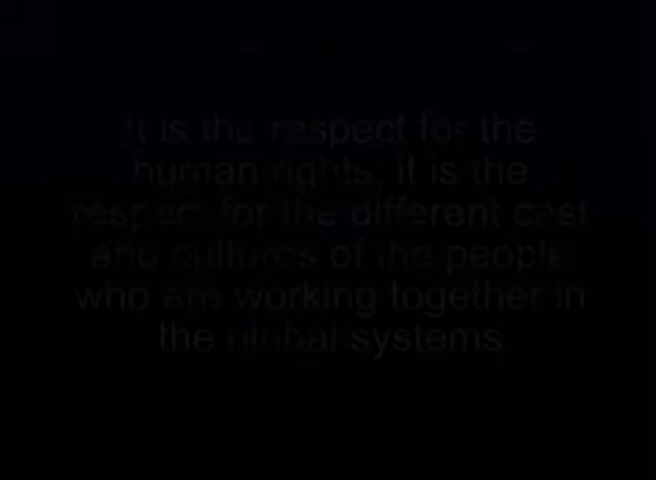 It is the respect for the
human rights; it is the
respect for the different cast
and cultures of the people
who are working together in
the global systems